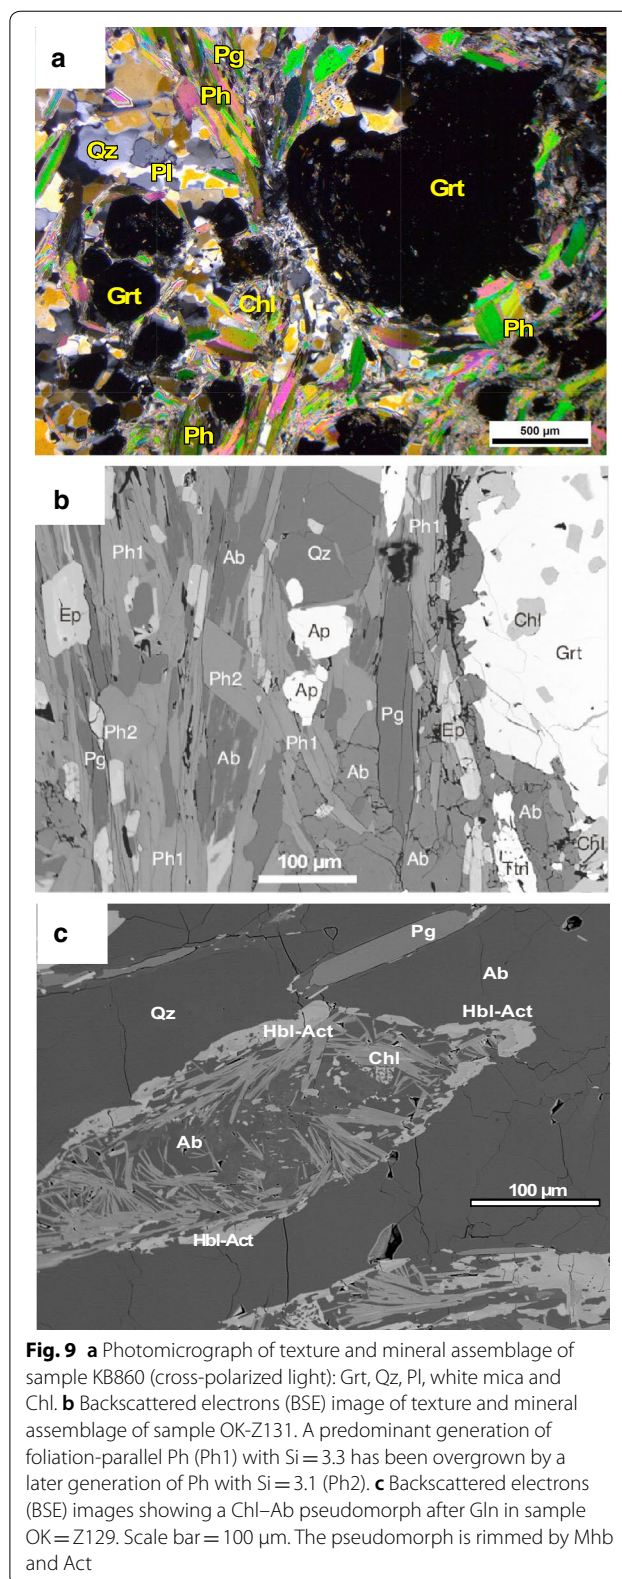 a
Pg
Ph
Qz
Pl
Grt
Grt
Chl
Ph
Ph
500 µm
b
Ph1
Ab
Qz
Ph1
Ep
Chl
Ap
Grt
Ph2
Ap
Pg
Ph2
Ep
Pg
Ph1
Ab
Ab
Ab
Ph1
Ab
Chl
Ttn
100 µm
c
Pg
Ab
Qz
Hbl-Act
Hbl-Act
Chl
Ab
100 µm
Hbl-Act
Fig. 9 a Photomicrograph of texture and mineral assemblage of
sample KB860 (cross-polarized light): Grt, Qz, Pl, white mica and
Chl. b Backscattered electrons (BSE) image of texture and mineral
assemblage of sample OK-Z131. A predominant generation of
foliation-parallel Ph (Ph1) with Si = 3.3 has been overgrown by a
later generation of Ph with Si = 3.1 (Ph2). c Backscattered electrons
(BSE) images showing a Chl–Ab pseudomorph after Gln in sample
OK = Z129. Scale bar = 100 µm. The pseudomorph is rimmed by Mhb
and Act